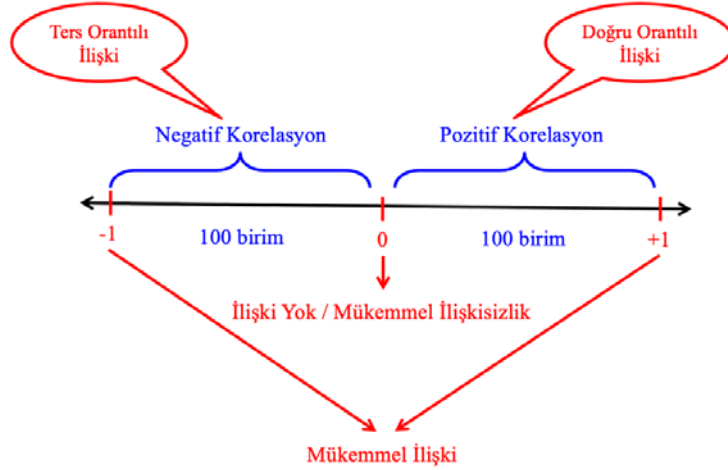 Ters Orantılı
İlişki
Doğru Orantılı
İlişki
Negatif Korelasyon
Pozitif Korelasyon
-1
100 birim
0
100 birim
+1
İlişki Yok / Mükemmel İlişkisizlik
Mükemmel İlişki